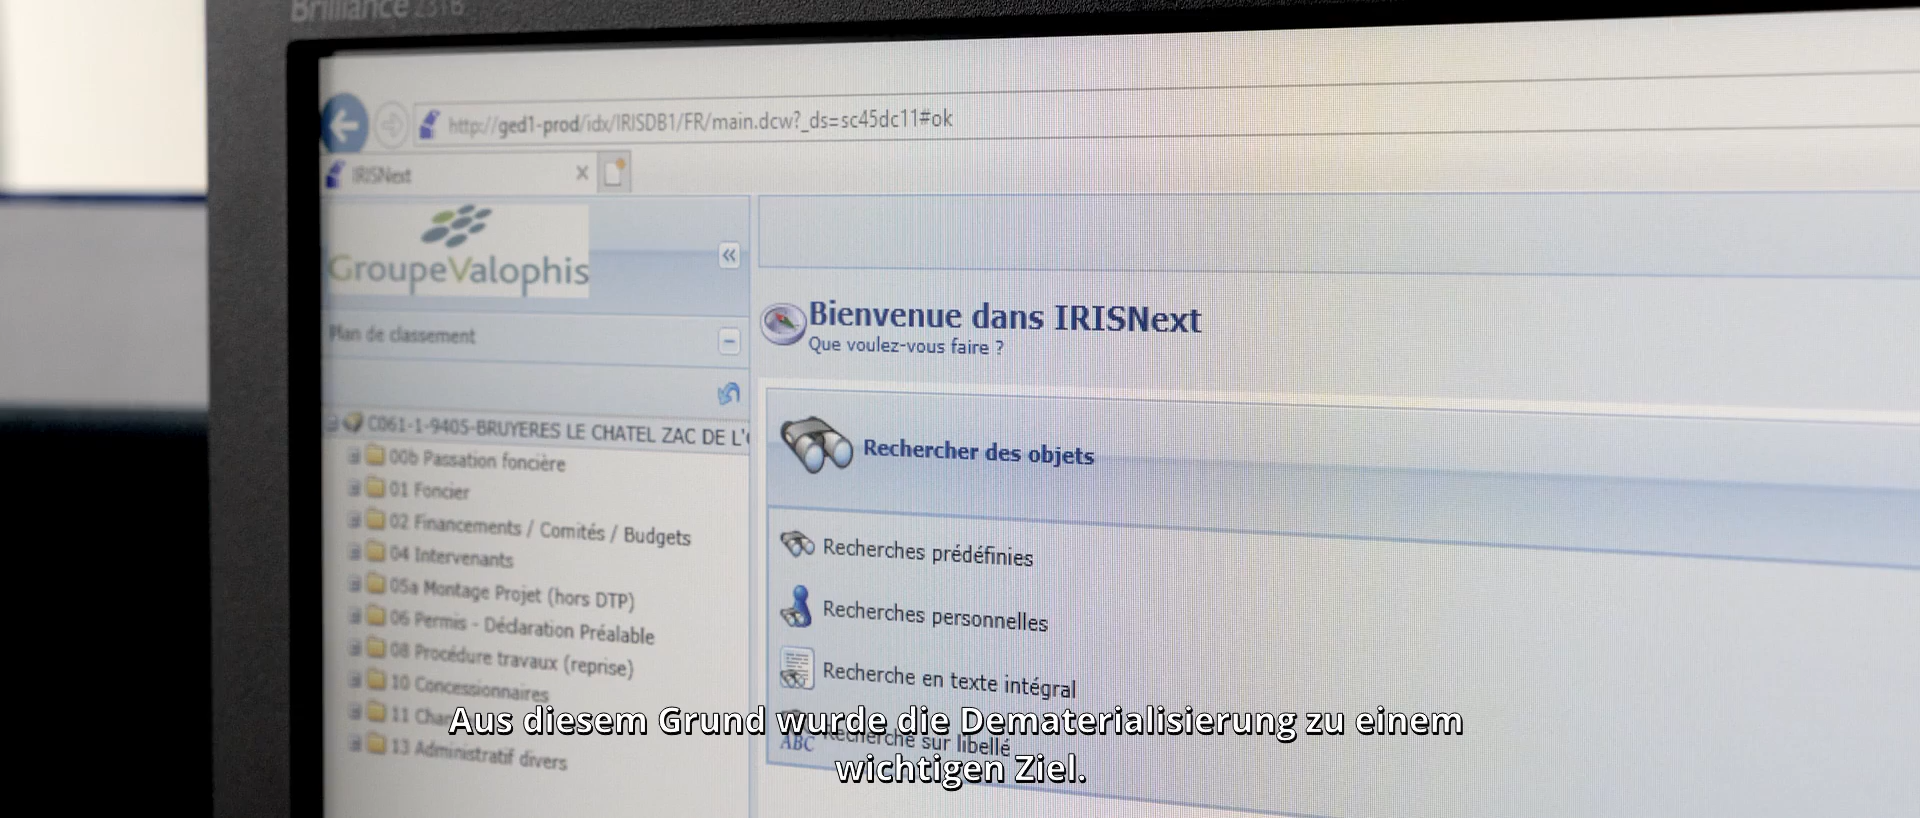 Brilliance 231B
http://ged1-prod/idx/IRISDB1/FR/main.dcw?_ds=sc45dc11#ok
IRISNext
GroupeValophis
Plan de classement
C061-1-9405-BRUYERES LE CHATEL ZAC DE L'
00b Passation foncière
01 Foncier
02 Financements / Comités / Budgets
04 Intervenants
05a Montage Projet (hors DTP)
06 Permis - Déclaration Préalable
08 Procédure travaux (reprise)
10 Concessionnaires
11
13 Administratif divers
Bienvenue dans IRISNext
Que voulez-vous faire ?
Rechercher des objets
Recherches prédéfinies
Recherches personnelles
Recherche en texte intégral
ABC Recherche sur libellé
Aus diesem Grund wurde die Dematerialisierung zu einem
wichtigen Ziel.